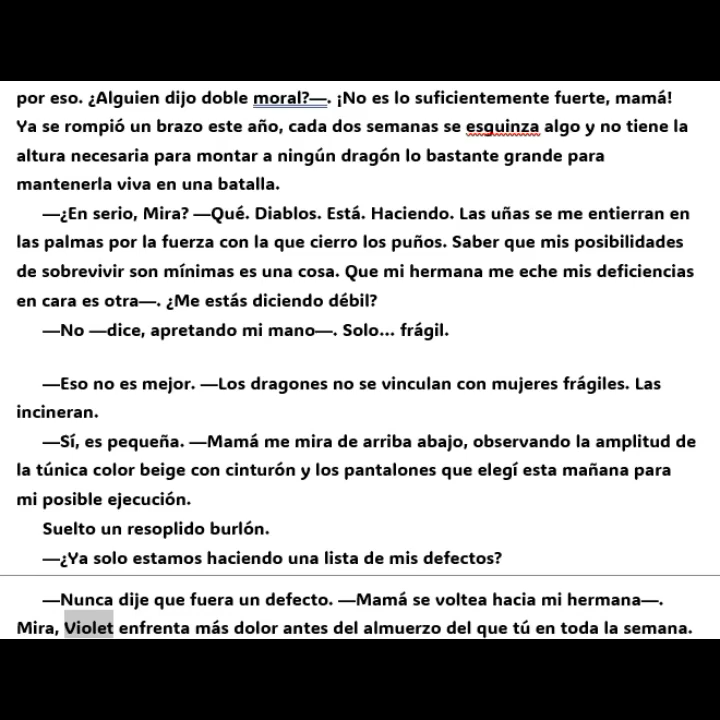 por eso. ¿Alguien dijo doble moral?—. ¡No es lo suficientemente fuerte, mamá!
Ya se rompió un brazo este año, cada dos semanas se esguinza algo y no tiene la
altura necesaria para montar a ningún dragón lo bastante grande para
mantenerla viva en una batalla.
—¿En serio, Mira? —Qué. Diablos. Está. Haciendo. Las uñas se me entierran en
las palmas por la fuerza con la que cierro los puños. Saber que mis posibilidades
de sobrevivir son mínimas es una cosa. Que mi hermana me eche mis deficiencias
en cara es otra—. ¿Me estás diciendo débil?
—No —dice, apretando mi mano—. Solo... frágil.
—Eso no es mejor. —Los dragones no se vinculan con mujeres frágiles. Las
incineran.
—Sí, es pequeña. —Mamá me mira de arriba abajo, observando la amplitud de
la túnica color beige con cinturón y los pantalones que elegí esta mañana para
mi posible ejecución.
Suelto un resoplido burlón.
—¿Ya solo estamos haciendo una lista de mis defectos?
—Nunca dije que fuera un defecto. —Mamá se voltea hacia mi hermana—.
Mira, Violet enfrenta más dolor antes del almuerzo del que tú en toda la semana.